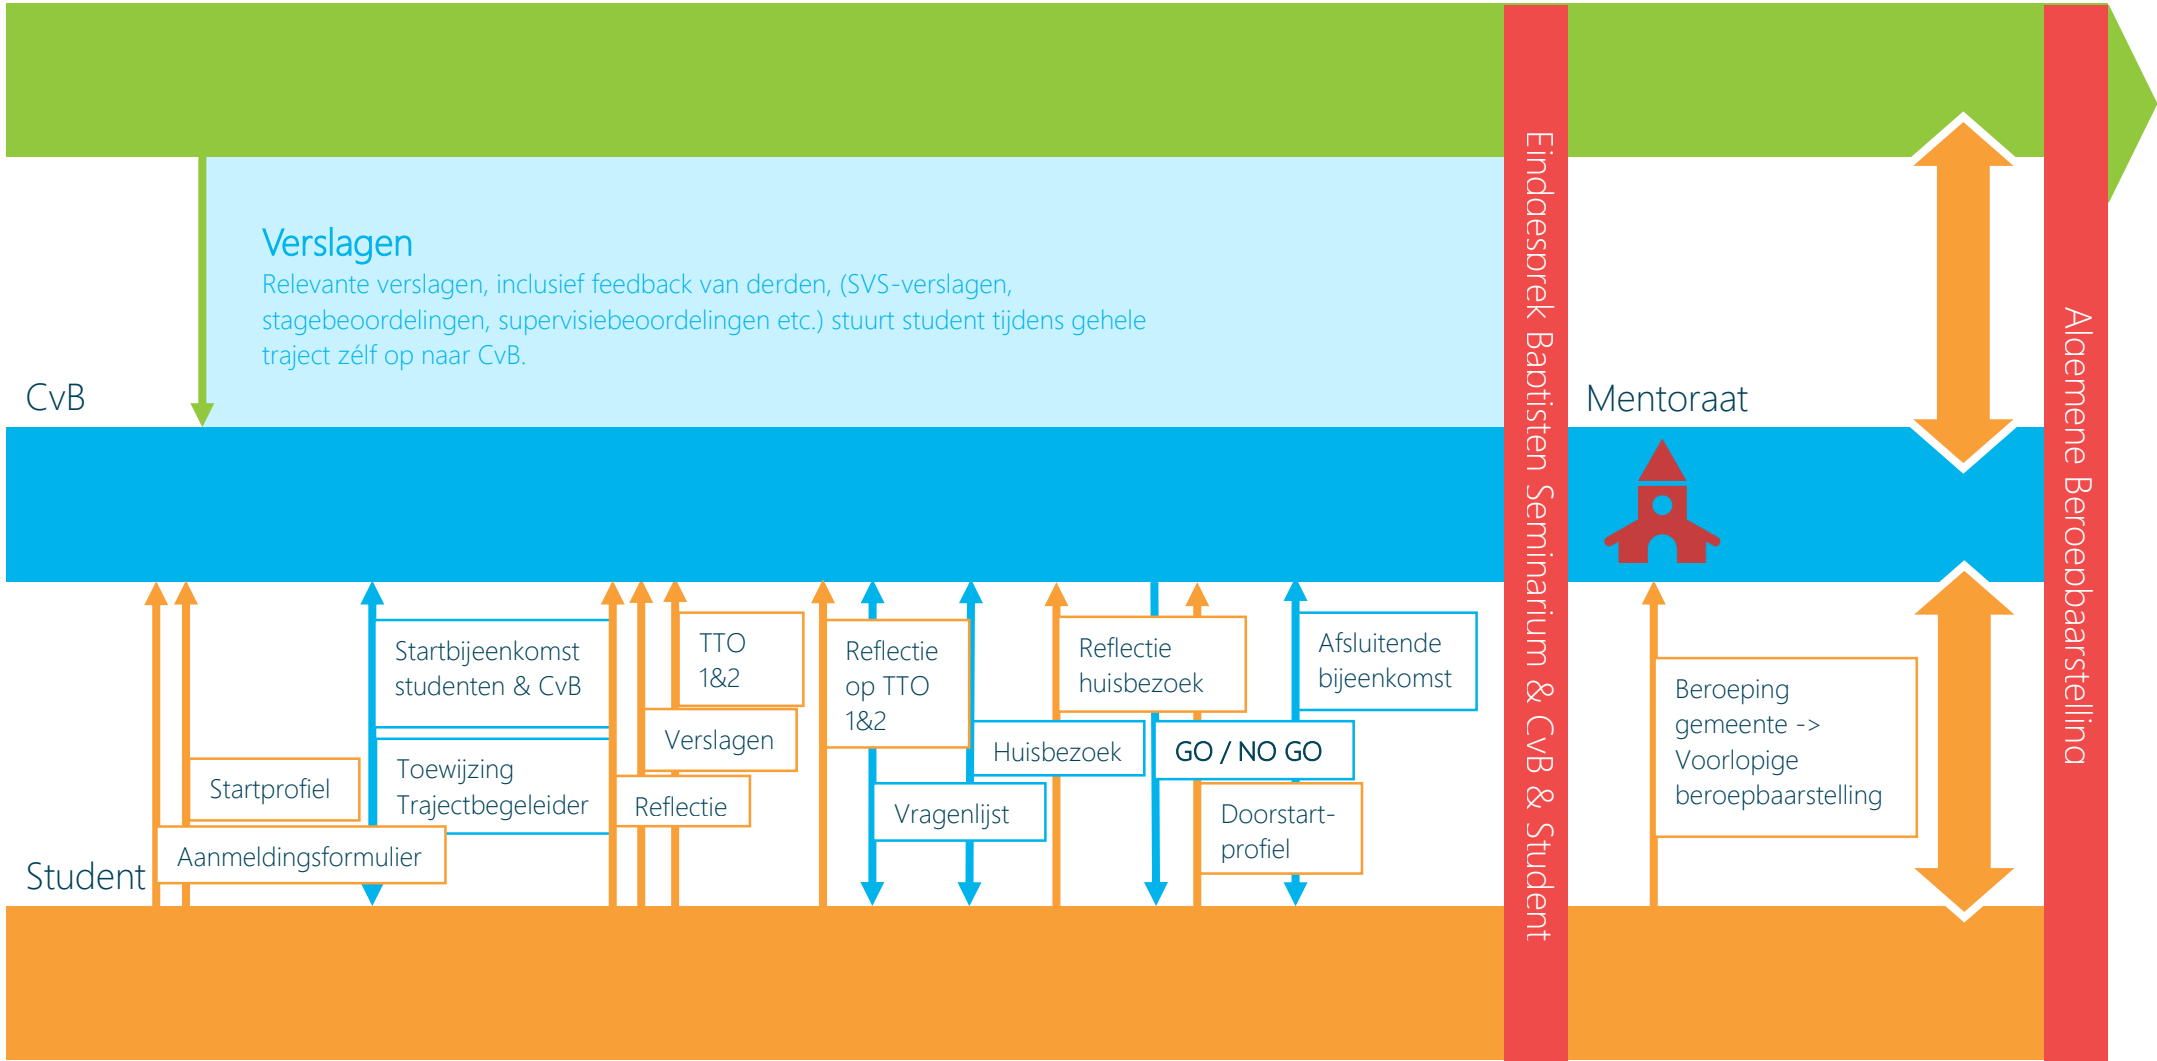 Verslagen
Relevante verslagen, inclusief feedback van derden, (SVS-verslagen,
stagebeoordelingen, supervisiebeoordelingen etc.) stuurt student tijdens gehele
traject zélf op naar CvB.
CvB
Mentoraat
Startbijeenkomst
studenten & CvB
Toewijzing
Trajectbegeleider
Startprofiel
Aanmeldingsformulier
Student
TTO
1&2
Verslagen
Reflectie
Reflectie
op TTO
1&2
Vragenlijst
Huisbezoek
Reflectie
huisbezoek
GO / NO GO
Doorstart-
profiel
Afsluitende
bijeenkomst
Eindgesprek Baptisten Seminarium & CvB & Student
Beroeping
gemeente ->
Voorlopige
beroepbaarstelling
Algemene Beroepbaarstelling